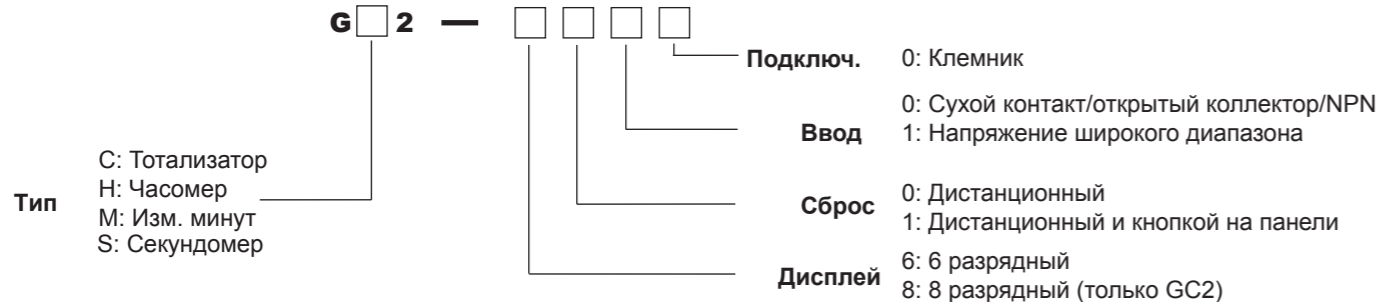 G□2 — □□□□
Подключ. 0: Клемник
0: Сухой контакт/открытый коллектор/NPN
Ввод 1: Напряжение широкого диапазона
C: Тотализатор
H: Часомер
Тип
M: Изм. минут
S: Секундомер
Сброс 0: Дистанционный
1: Дистанционный и кнопкой на панели
Дисплей 6: 6 разрядный
8: 8 разрядный (только GC2)